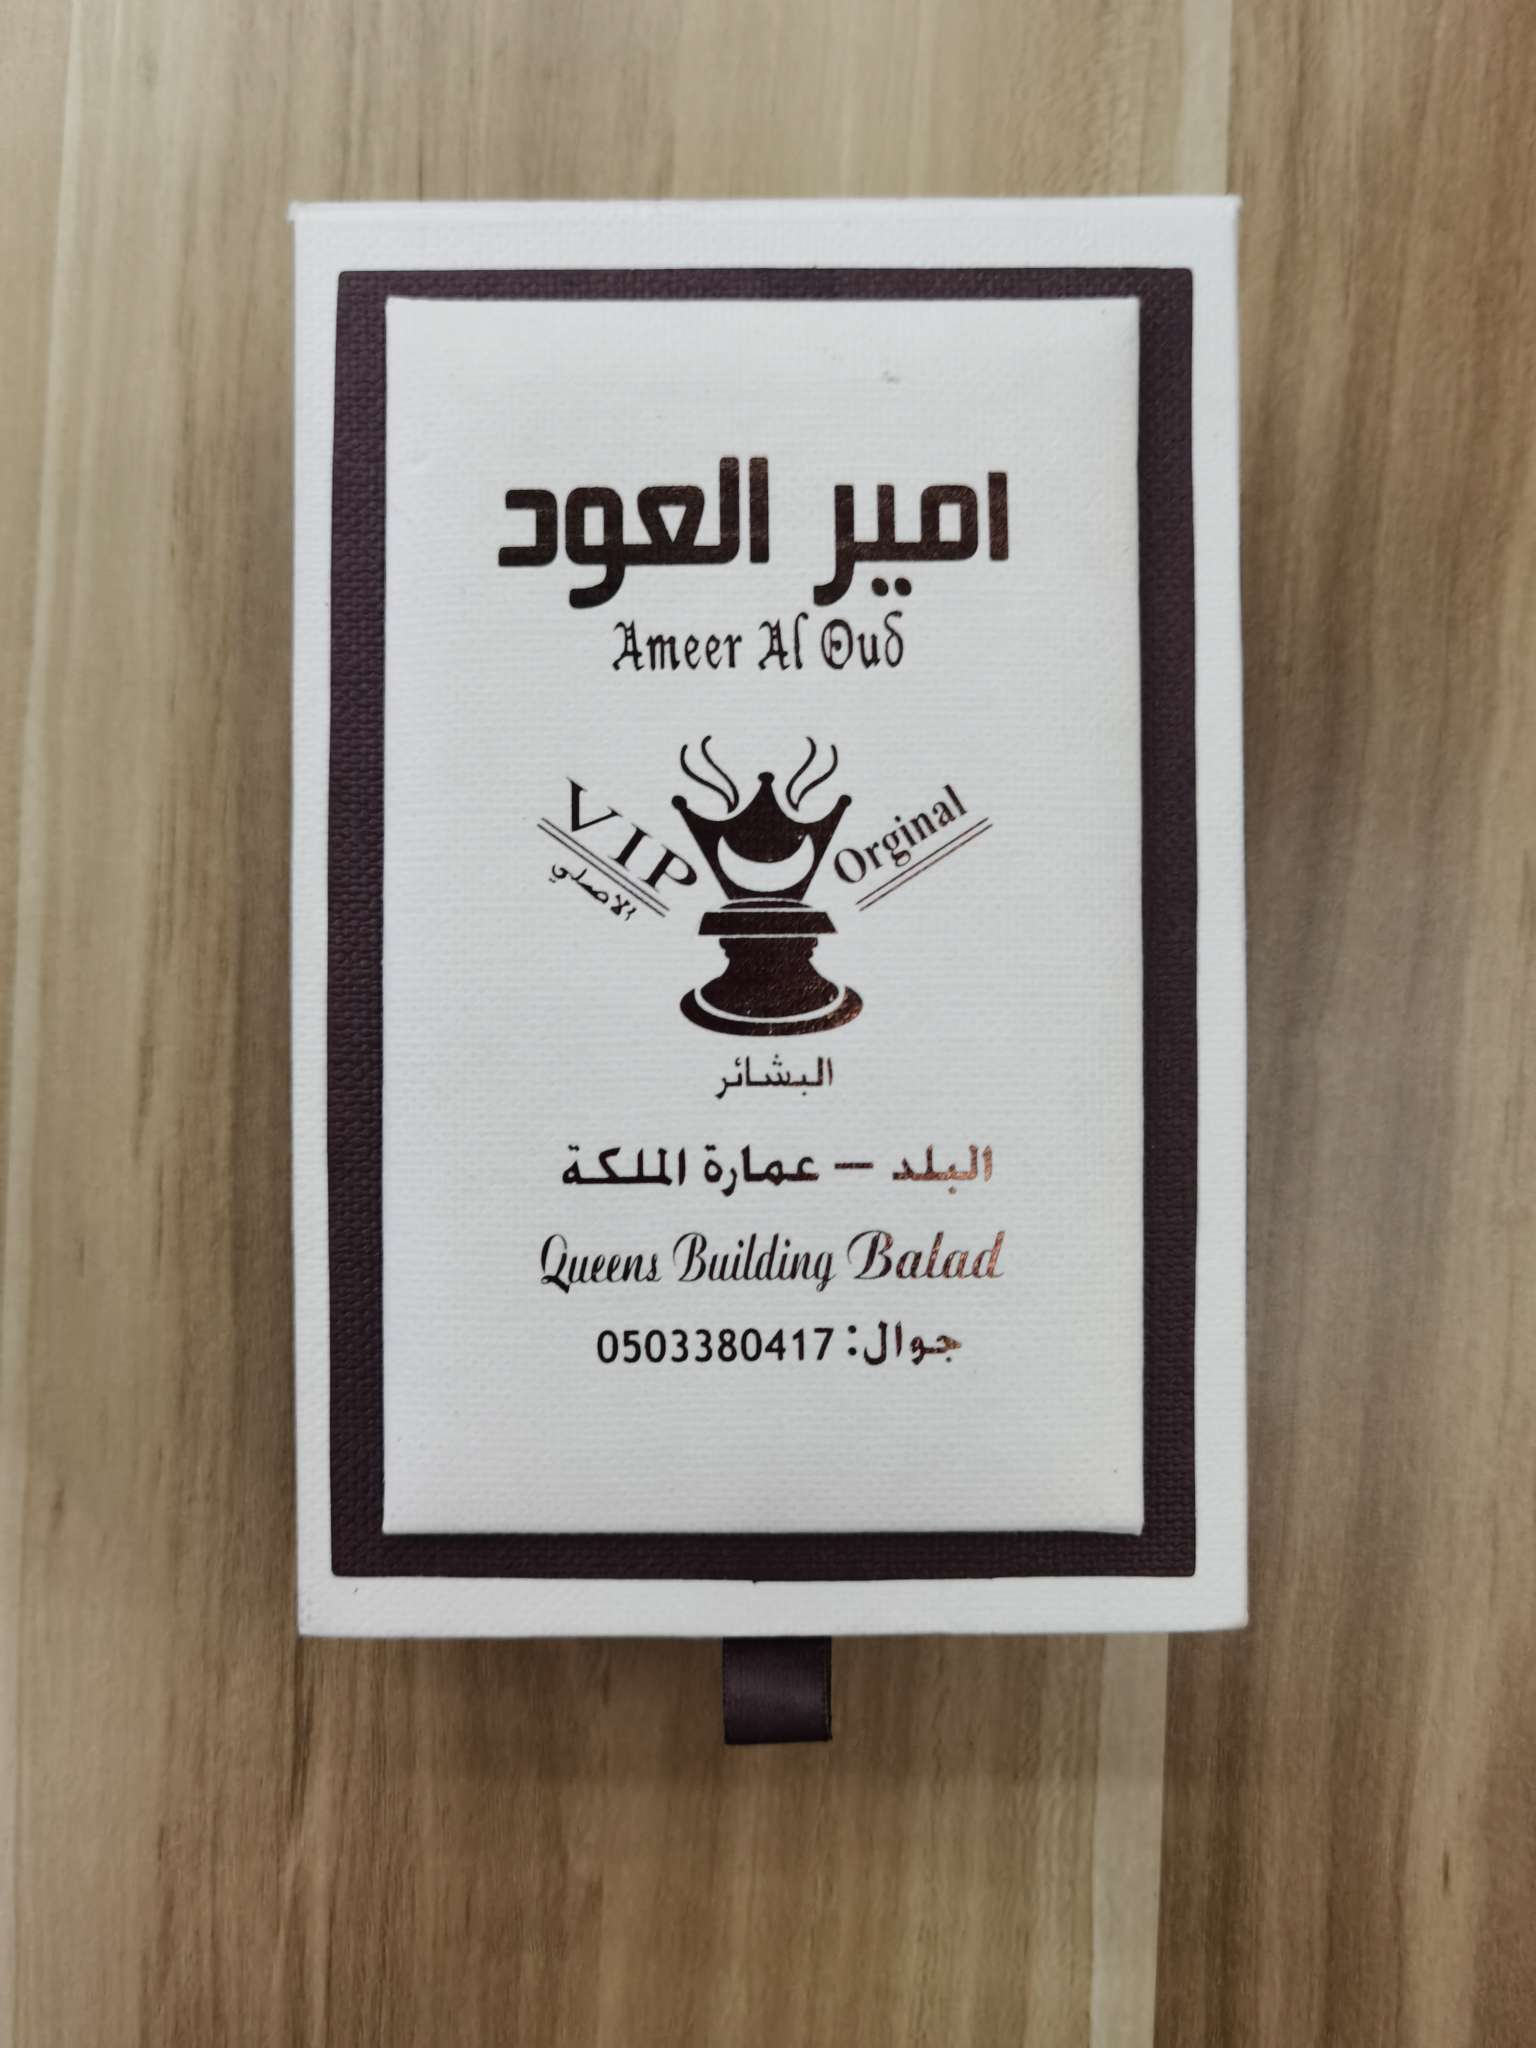 امير العود
Ameer Al Oud
VIP
الاصلي
Orginal
البشائر
البلد – عمارة الملكة
Queens Building Balad
جوال: 0503380417